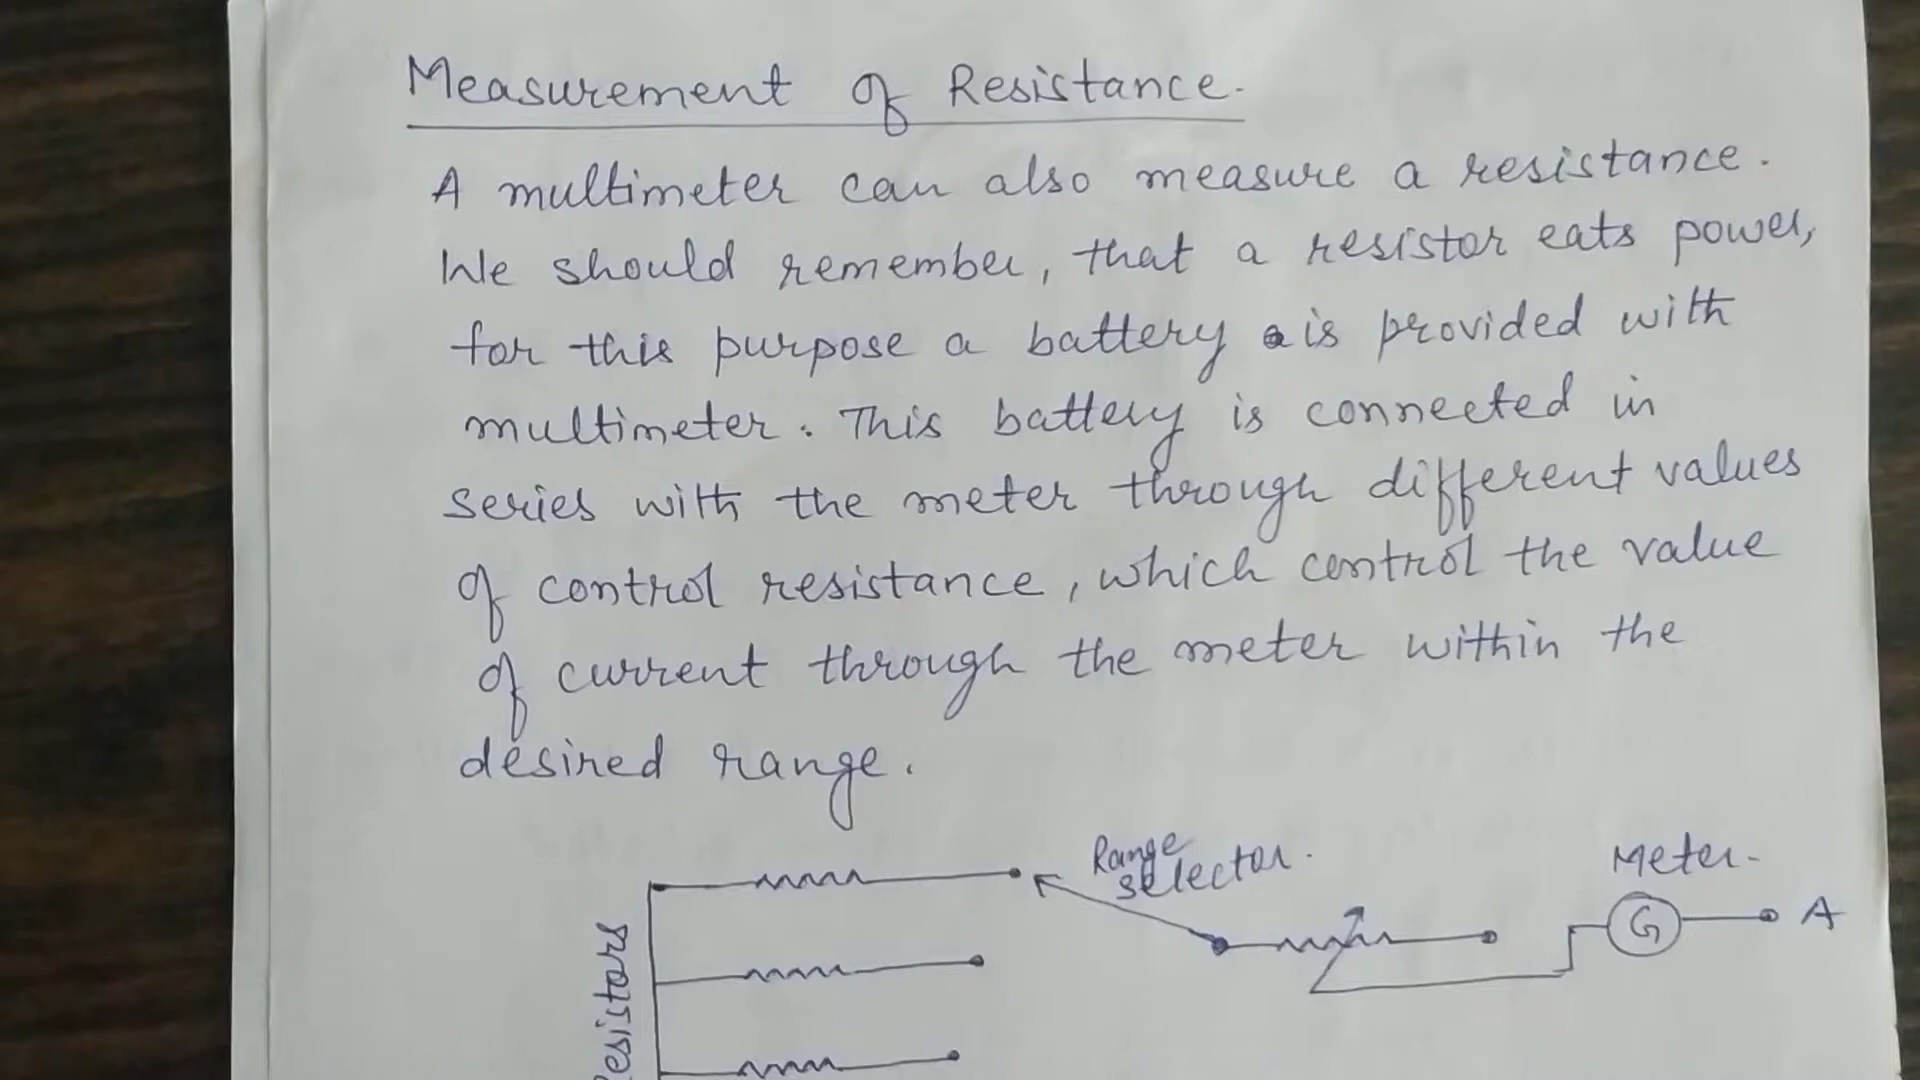 Measurement of Resistance.
A multimeter can also measure a resistance.
We should remember, that a resistor eats power,
for this purpose a battery is provided with
multimeter. This battery is connected in
series with the meter through different values
of control resistance, which control the value
of current through the meter within the
desired range.
Range
selector.
Meter.
G
A
Resistors